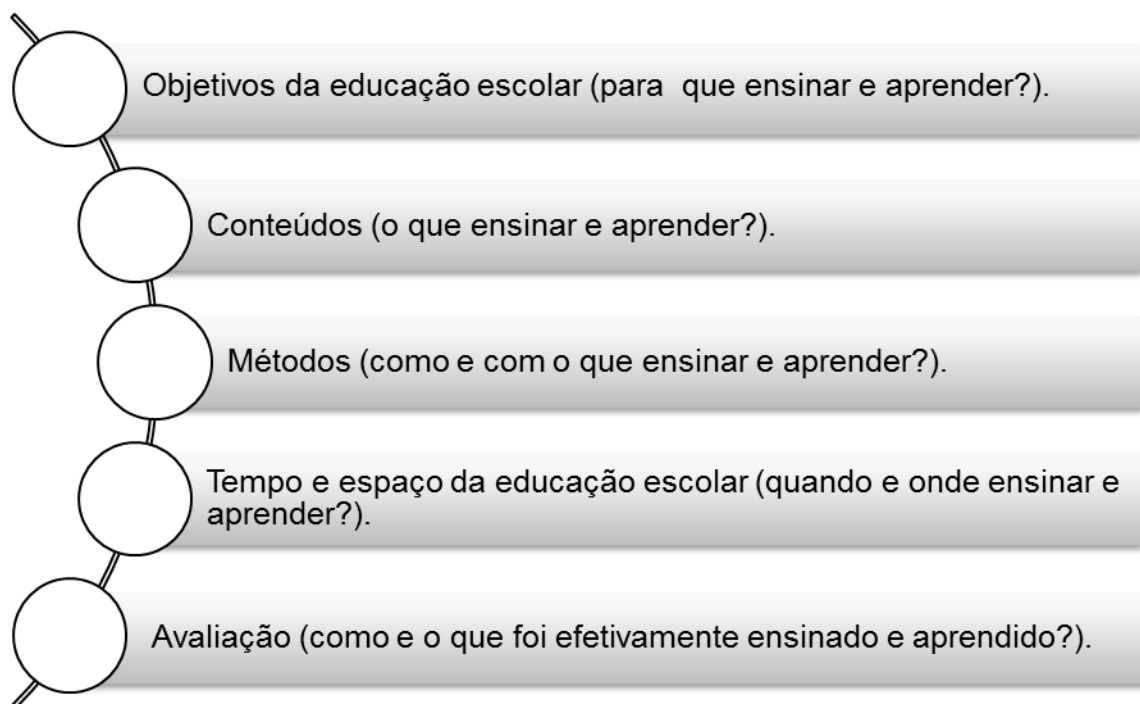 Objetivos da educação escolar (para que ensinar e aprender?).
Conteúdos (o que ensinar e aprender?).
Métodos (como e com o que ensinar e aprender?).
Tempo e espaço da educação escolar (quando e onde ensinar e
aprender?).
Avaliação (como e o que foi efetivamente ensinado e aprendido?).